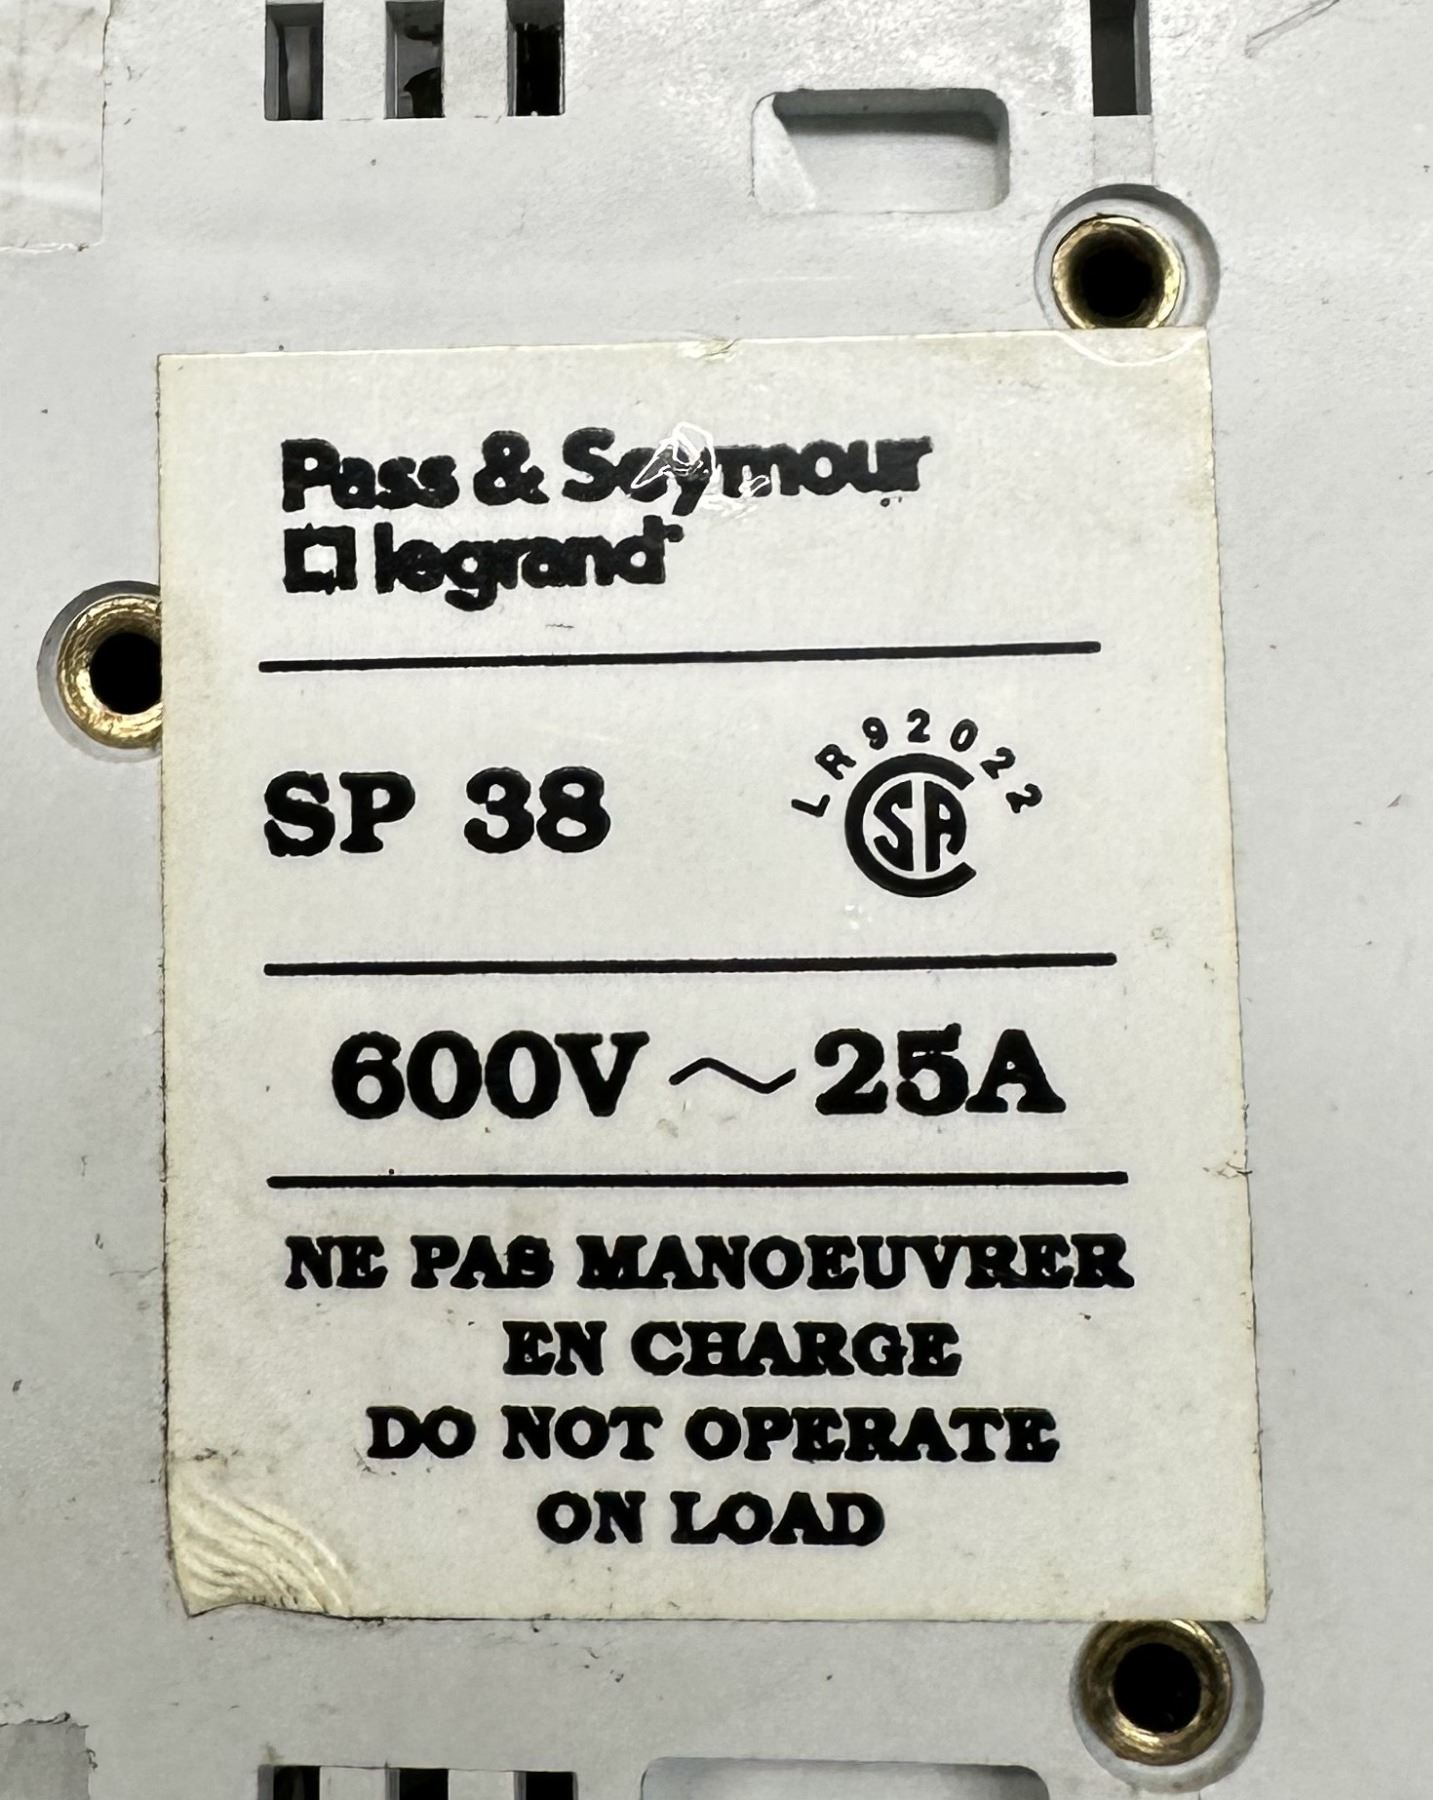 Pass & Seymour
legrand
SP 38
LR92022
CSA
600V ~ 25A
NE PAS MANOEUVRER
EN CHARGE
DO NOT OPERATE
ON LOAD